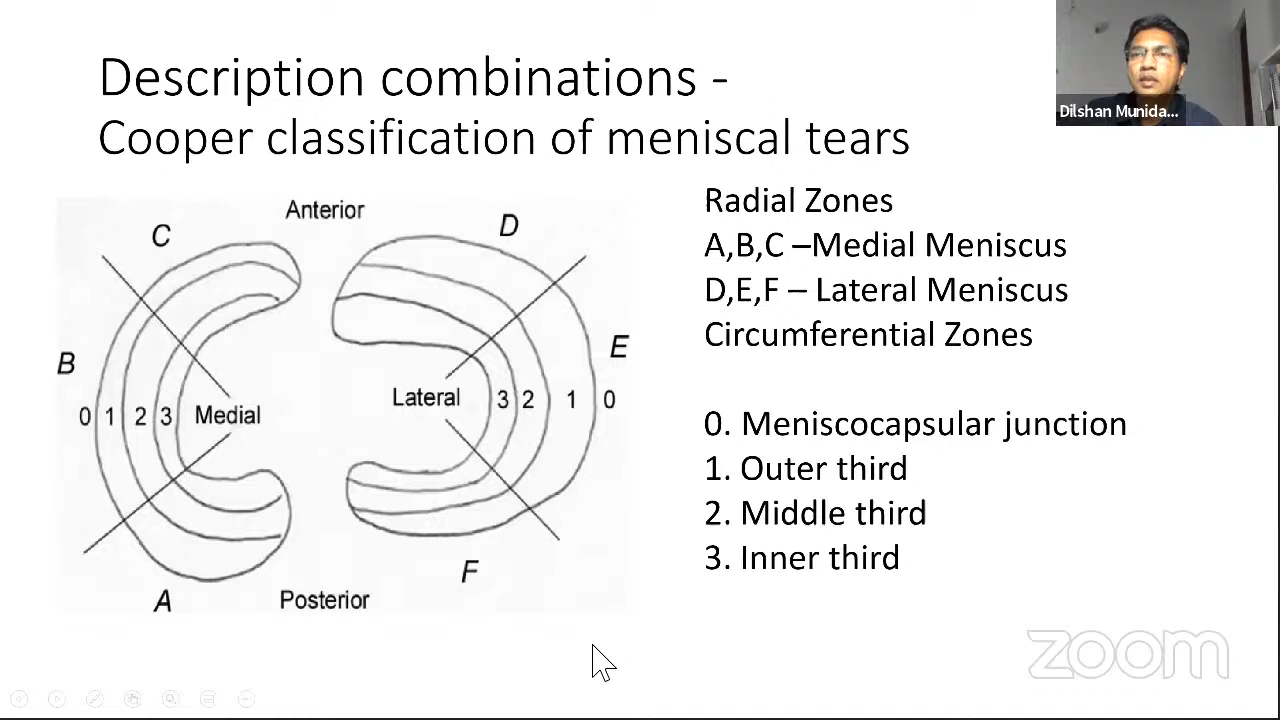 Description combinations -
Cooper classification of meniscal tears
Dilshan Munida...
Anterior
C
D
B
E
0 1 2 3 Medial
Lateral 3 2 1 0
A
F
Posterior
Radial Zones
A,B,C –Medial Meniscus
D,E,F – Lateral Meniscus
Circumferential Zones
0. Meniscocapsular junction
1. Outer third
2. Middle third
3. Inner third
zoom